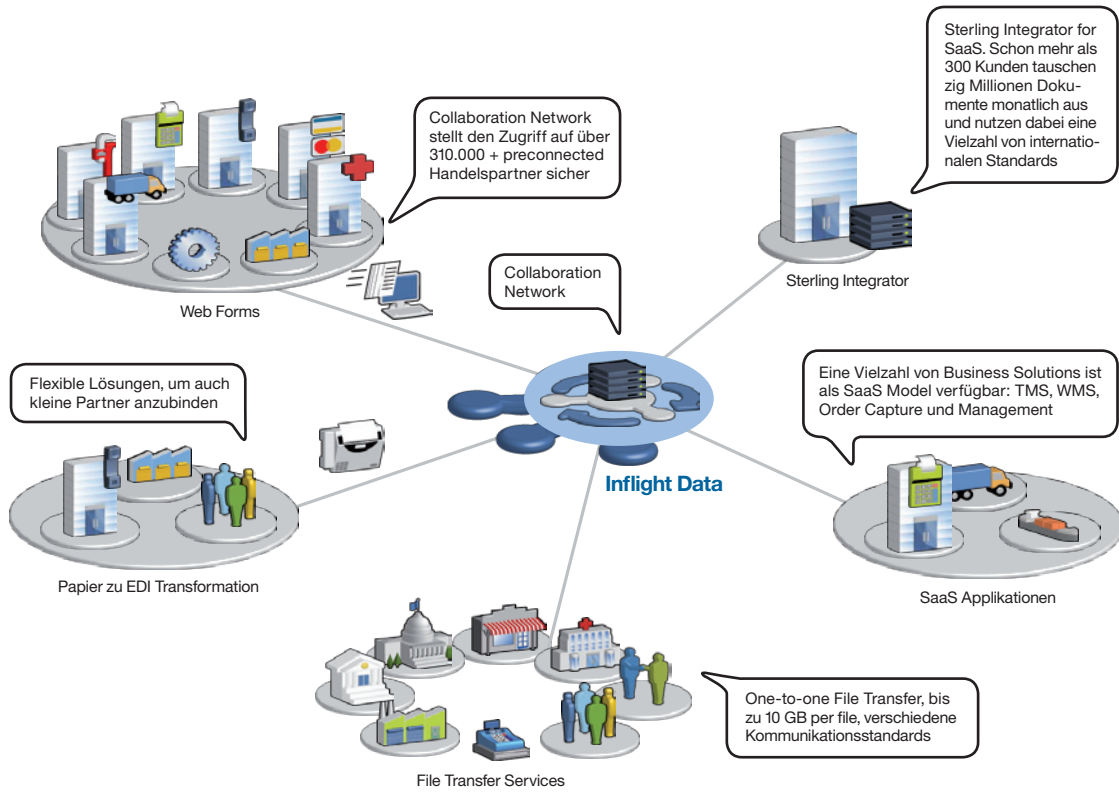 Sterling Integrator for
SaaS. Schon mehr als
300 Kunden tauschen
zig Millionen Doku-
mente monatlich aus
und nutzen dabei eine
Vielzahl von internatio-
nalen Standards
Collaboration Network
stellt den Zugriff auf über
310.000 + preconnected
Handelspartner sicher
Collaboration
Network
Sterling Integrator
Web Forms
Flexible Lösungen, um auch
kleine Partner anzubinden
Eine Vielzahl von Business Solutions ist
als SaaS Model verfügbar: TMS, WMS,
Order Capture und Management
Inflight Data
Papier zu EDI Transformation
SaaS Applikationen
One-to-one File Transfer, bis
zu 10 GB per file, verschiedene
Kommunikationsstandards
File Transfer Services